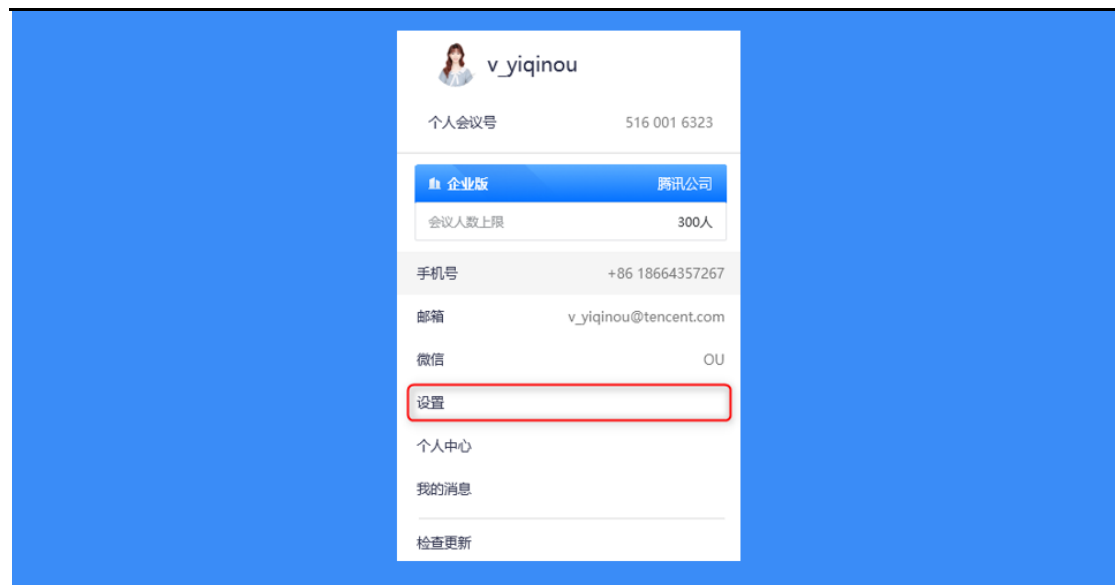 v_yiqinou
个人会议号 516 001 6323
企业版 腾讯公司
会议人数上限 300人
手机号 +86 18664357267
邮箱 v_yiqinou@tencent.com
微信 OU
设置
个人中心
我的消息
检查更新